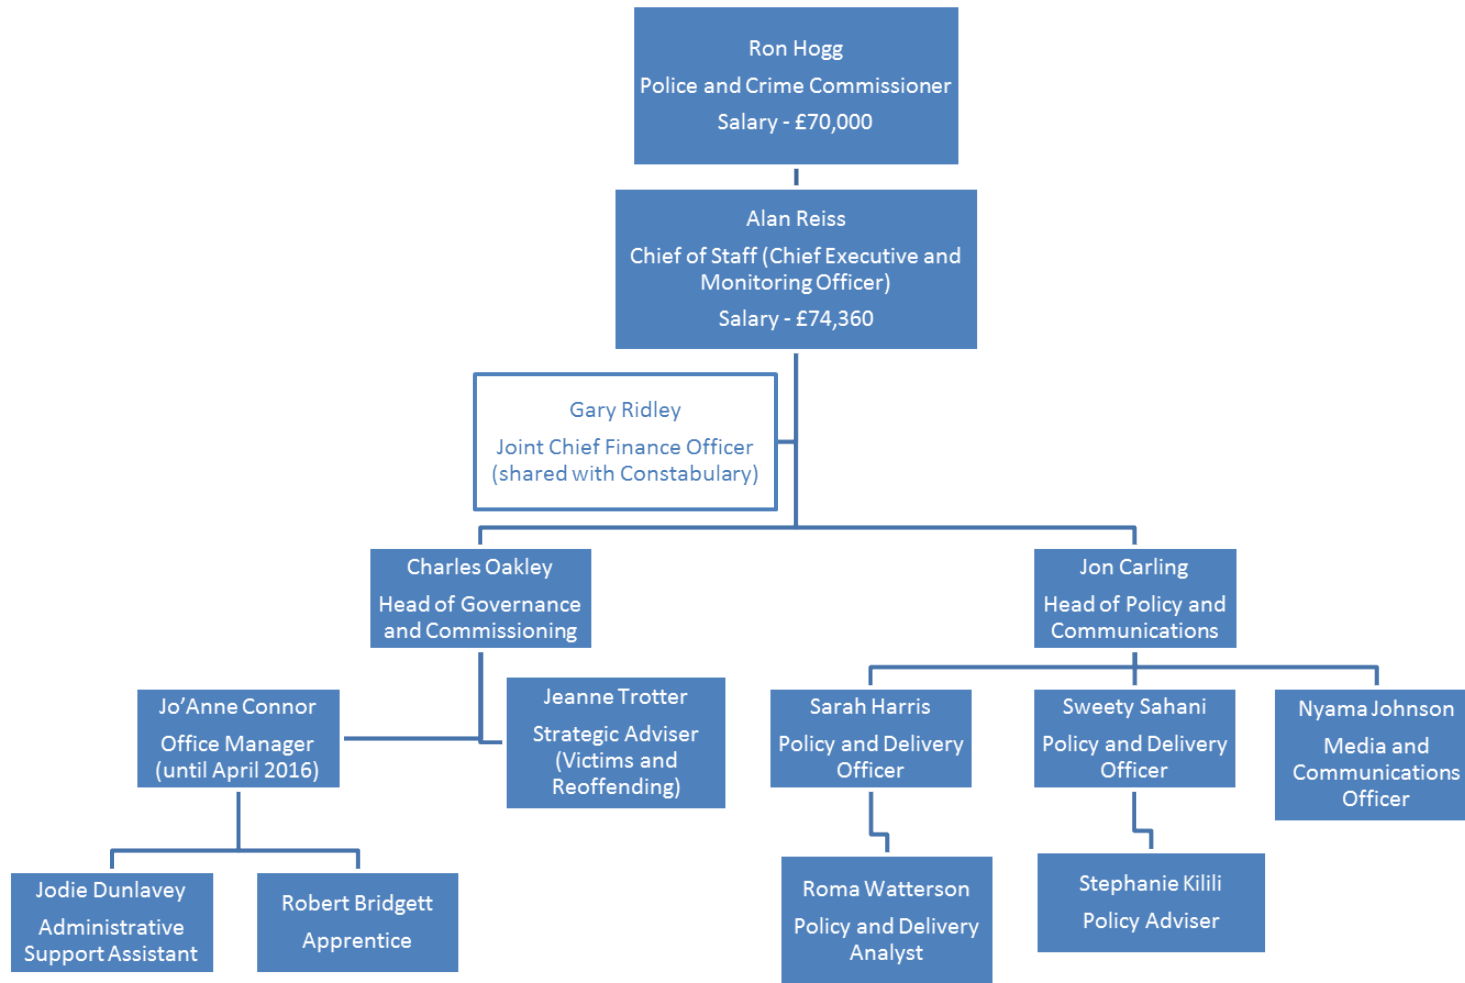 Ron Hogg
Police and Crime Commissioner
Salary - £70,000
Alan Reiss
Chief of Staff (Chief Executive and
Monitoring Officer)
Salary - £74,360
Gary Ridley
Joint Chief Finance Officer
(shared with Constabulary)
Charles Oakley
Head of Governance
and Commissioning
Jon Carling
Head of Policy and
Communications
Jo’Anne Connor
Office Manager
(until April 2016)
Jeanne Trotter
Strategic Adviser
(Victims and
Reoffending)
Sarah Harris
Policy and Delivery
Officer
Sweety Sahani
Policy and Delivery
Officer
Nyama Johnson
Media and
Communications
Officer
Jodie Dunlavey
Administrative
Support Assistant
Robert Bridgett
Apprentice
Roma Watterson
Policy and Delivery
Analyst
Stephanie Kilili
Policy Adviser